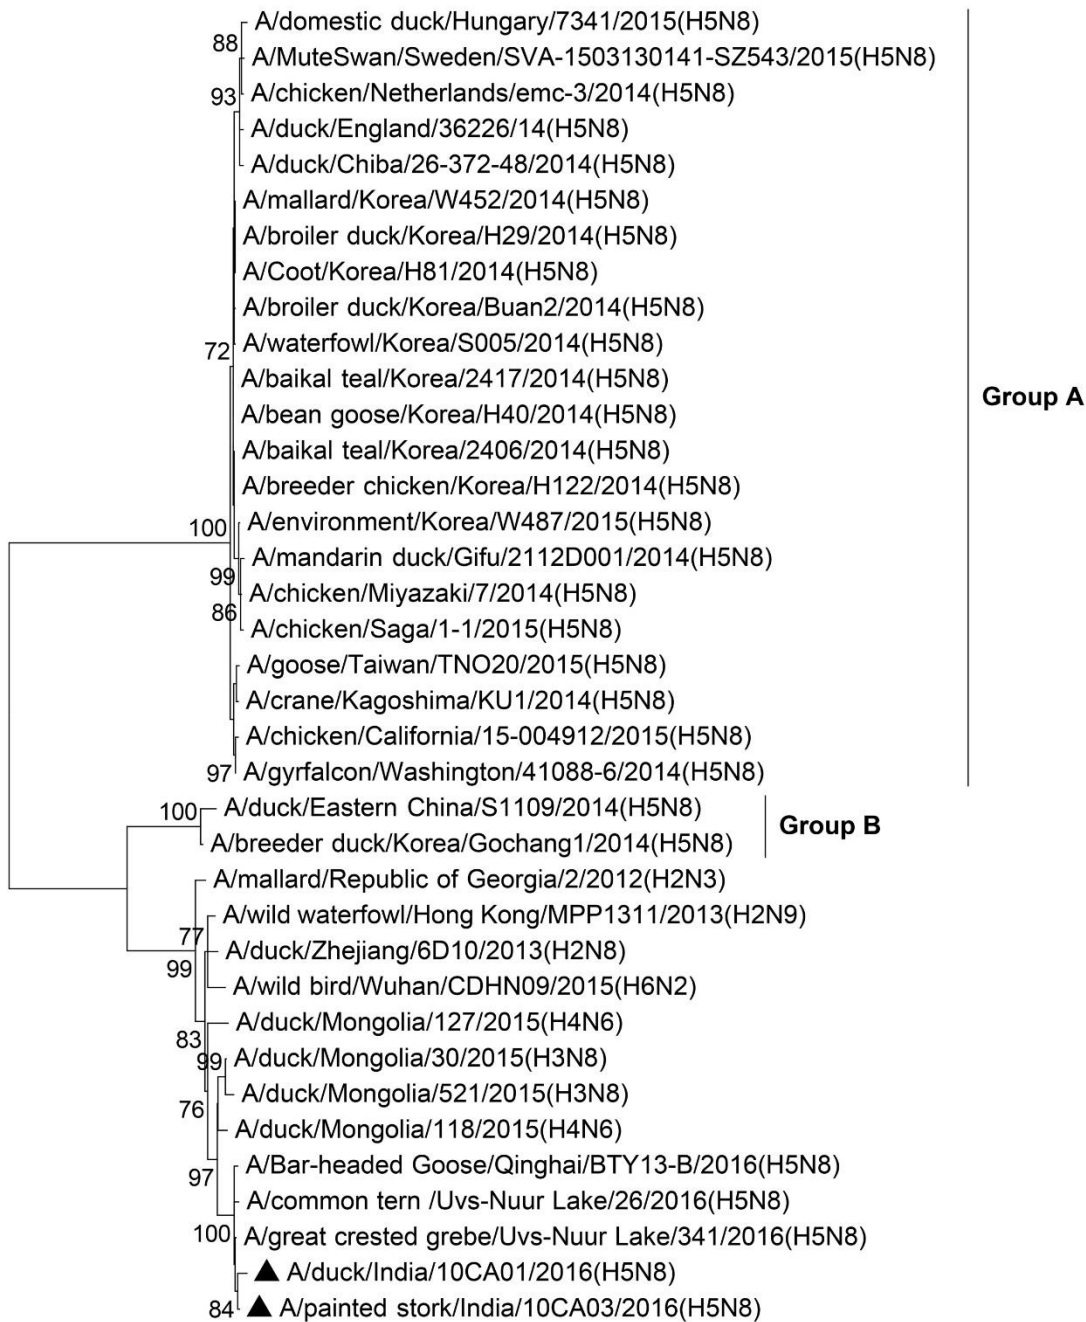 A/domestic duck/Hungary/7341/2015(H5N8)
88
A/MuteSwan/Sweden/SVA-1503130141-SZ543/2015(H5N8)
93
A/chicken/Netherlands/emc-3/2014(H5N8)
A/duck/England/36226/14(H5N8)
A/duck/Chiba/26-372-48/2014(H5N8)
A/mallard/Korea/W452/2014(H5N8)
A/broiler duck/Korea/H29/2014(H5N8)
A/Coot/Korea/H81/2014(H5N8)
A/broiler duck/Korea/Buan2/2014(H5N8)
72
A/waterfowl/Korea/S005/2014(H5N8)
A/baikal teal/Korea/2417/2014(H5N8)
Group A
A/bean goose/Korea/H40/2014(H5N8)
A/baikal teal/Korea/2406/2014(H5N8)
A/breeder chicken/Korea/H122/2014(H5N8)
100
A/environment/Korea/W487/2015(H5N8)
A/mandarin duck/Gifu/2112D001/2014(H5N8)
99
A/chicken/Miyazaki/7/2014(H5N8)
86
A/chicken/Saga/1-1/2015(H5N8)
A/goose/Taiwan/TNO20/2015(H5N8)
A/crane/Kagoshima/KU1/2014(H5N8)
A/chicken/California/15-004912/2015(H5N8)
97
A/gyrfalcon/Washington/41088-6/2014(H5N8)
100
A/duck/Eastern China/S1109/2014(H5N8)
Group B
A/breeder duck/Korea/Gochang1/2014(H5N8)
A/mallard/Republic of Georgia/2/2012(H2N3)
A/wild waterfowl/Hong Kong/MPP1311/2013(H2N9)
77
A/duck/Zhejiang/6D10/2013(H2N8)
99
A/wild bird/Wuhan/CDHN09/2015(H6N2)
A/duck/Mongolia/127/2015(H4N6)
83
99
A/duck/Mongolia/30/2015(H3N8)
A/duck/Mongolia/521/2015(H3N8)
76
A/duck/Mongolia/118/2015(H4N6)
A/Bar-headed Goose/Qinghai/BTY13-B/2016(H5N8)
97
A/common tern /Uvs-Nuur Lake/26/2016(H5N8)
100
A/great crested grebe/Uvs-Nuur Lake/341/2016(H5N8)
A/duck/India/10CA01/2016(H5N8)
84
A/painted stork/India/10CA03/2016(H5N8)